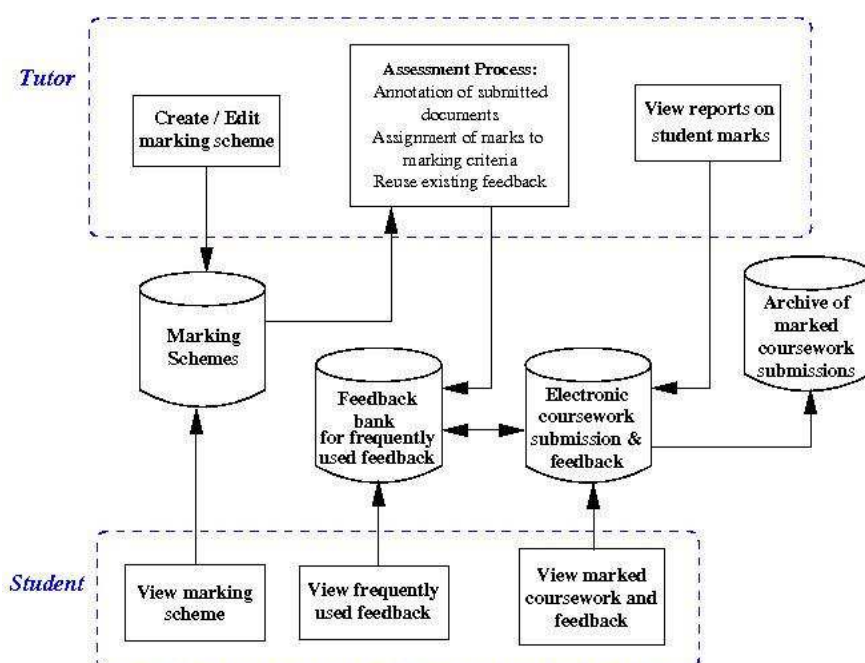 Tutor
Create / Edit
marking scheme
Assessment Process:
Annotation of submitted
documents
Assignment of marks to
marking criteria
Reuse existing feedback
View reports on
student marks
Marking
Schemes
Feedback
bank
for frequently
used feedback
Electronic
coursework
submission &
feedback
Archive of
marked
coursework
submissions
Student
View marking
scheme
View frequently
used feedback
View marked
coursework and
feedback